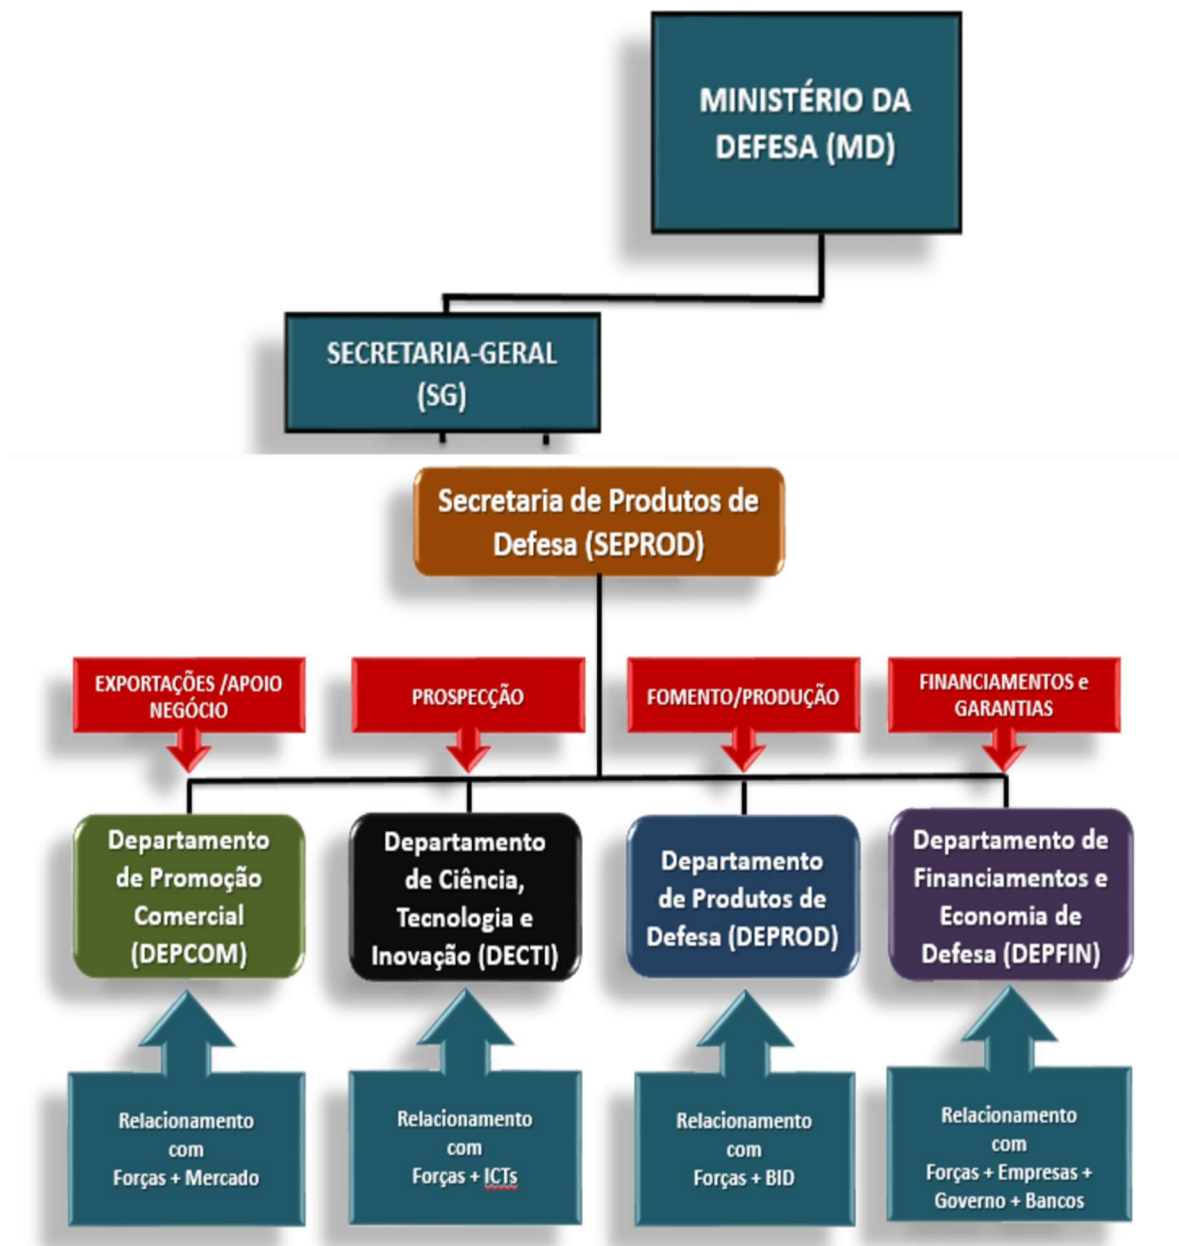 MINISTÉRIO DA
DEFESA (MD)
SECRETARIA-GERAL
(SG)
Secretaria de Produtos de
Defesa (SEPROD)
EXPORTAÇÕES /APOIO
NEGÓCIO
PROSPECÇÃO
FOMENTO/PRODUÇÃO
FINANCIAMENTOS e
GARANTIAS
Departamento
de Promoção
Comercial
(DEPCOM)
Departamento
de Ciência,
Tecnologia e
Inovação (DECTI)
Departamento
de Produtos de
Defesa (DEPROD)
Departamento de
Financiamentos e
Economia de
Defesa (DEPFIN)
Relacionamento
com
Forças + Mercado
Relacionamento
com
Forças + ICTs
Relacionamento
com
Forças + BID
Relacionamento
com
Forças + Empresas +
Governo + Bancos